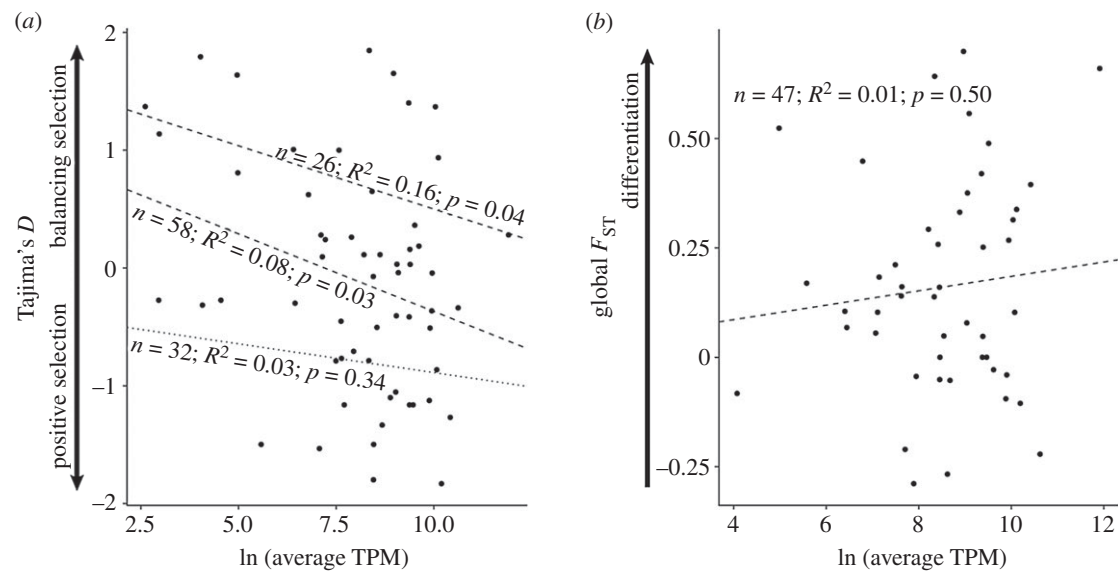 (a)
balancing selection
positive selection
Tajima's D
2
1
0
−1
−2
n = 26; R² = 0.16; p = 0.04
n = 58; R² = 0.08; p = 0.03
n = 32; R² = 0.03; p = 0.34
2.5 5.0 7.5 10.0
ln (average TPM)
(b)
differentiation
global F_ST
0.50
0.25
0
−0.25
n = 47; R² = 0.01; p = 0.50
4 6 8 10 12
ln (average TPM)